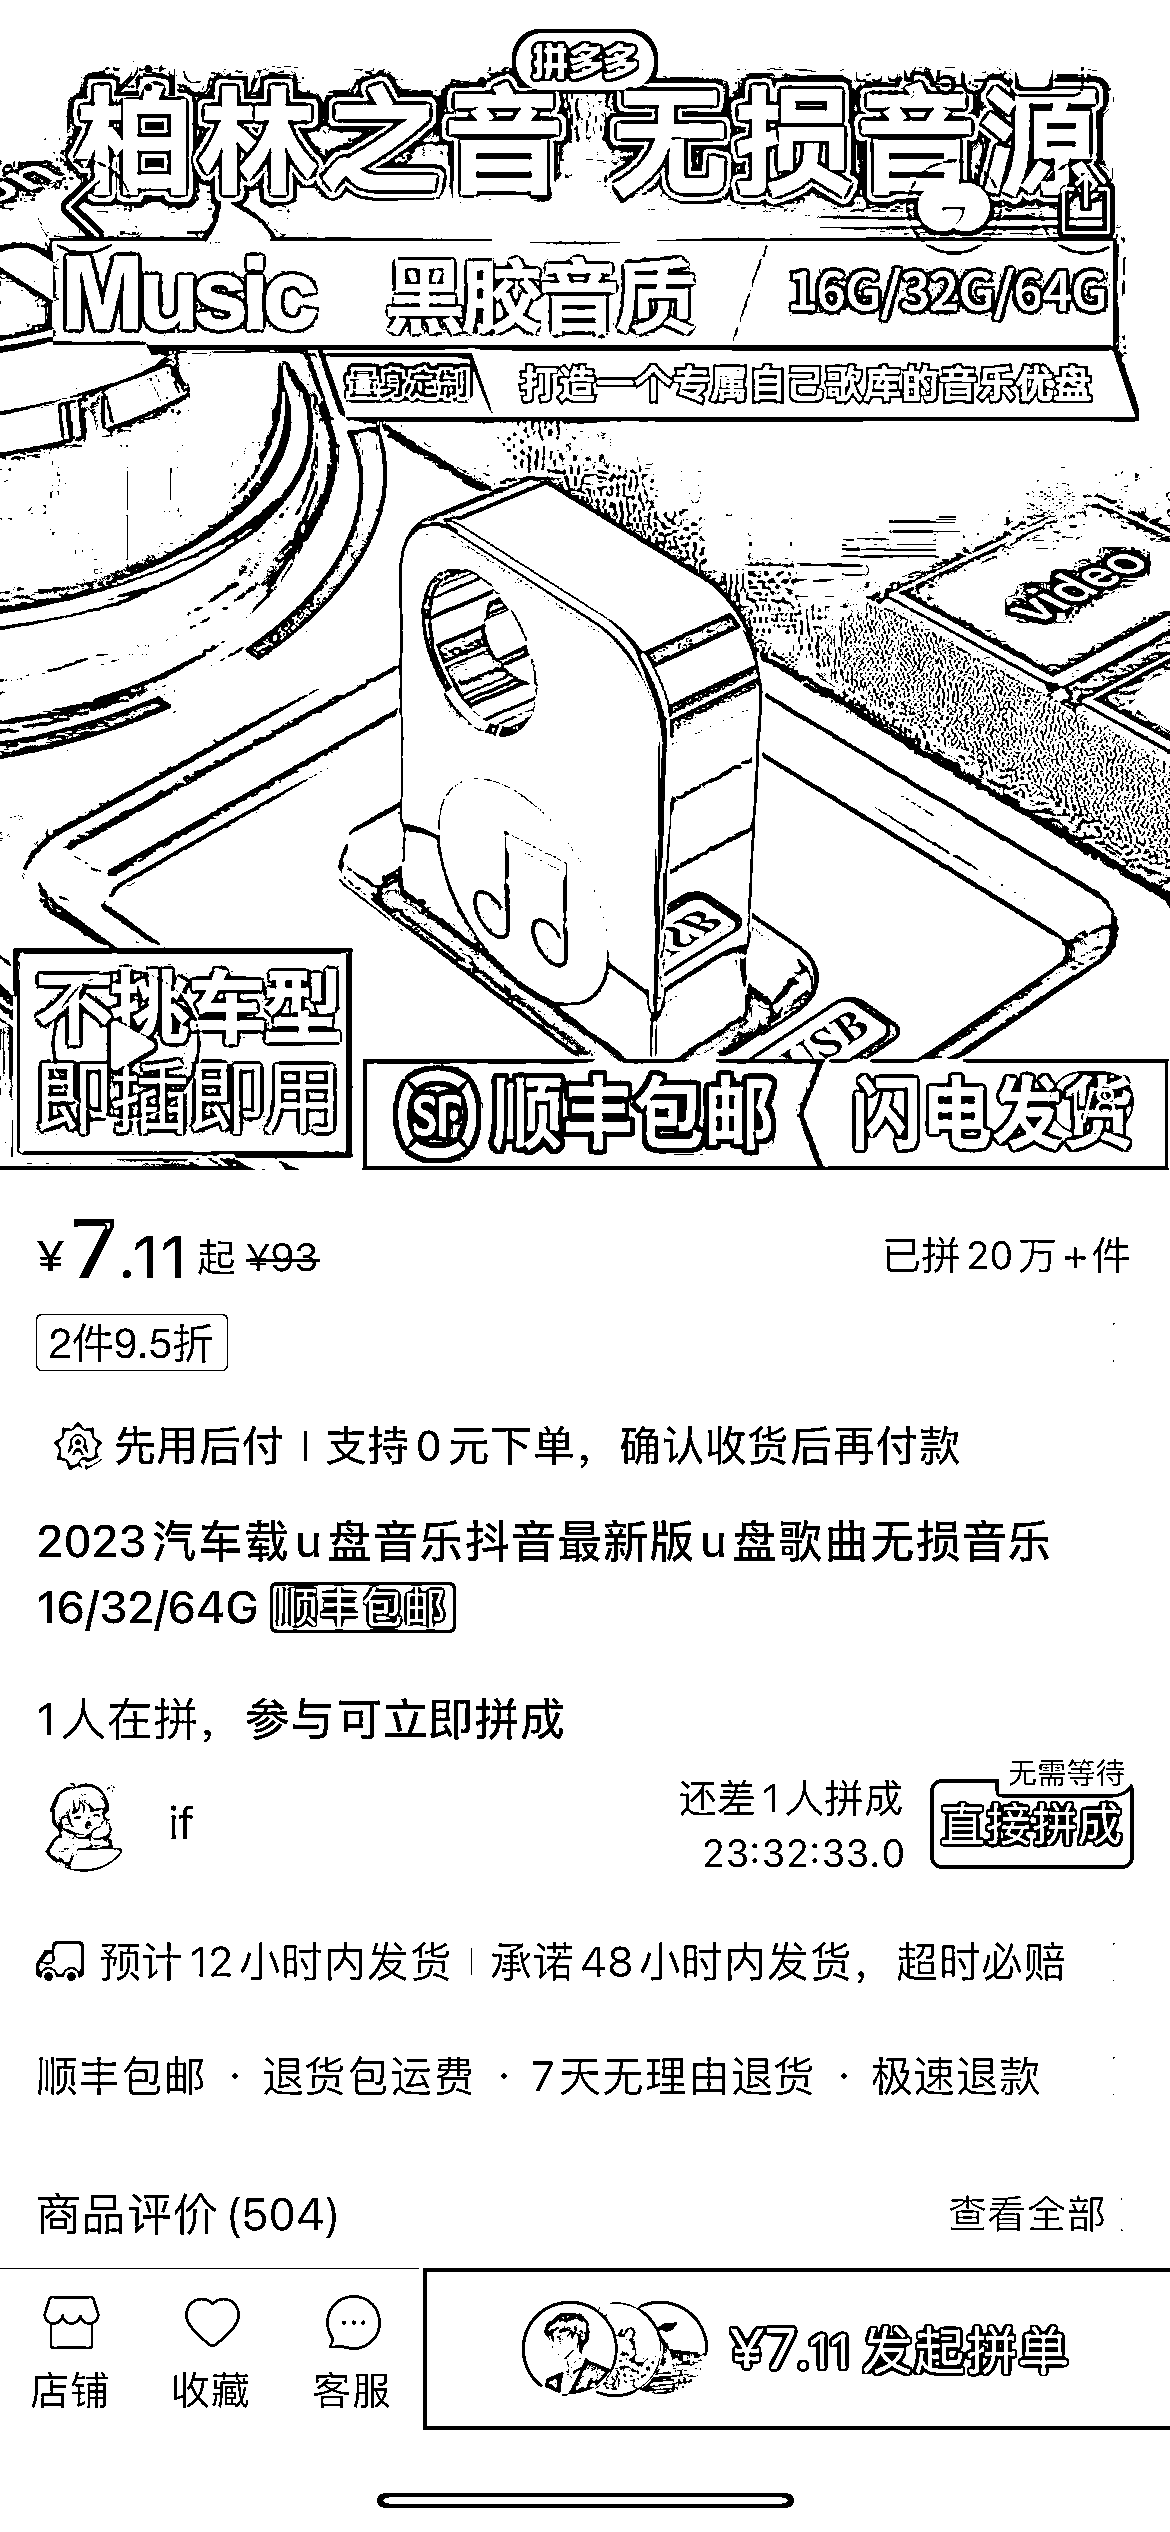 拼多多
柏林之音 无损音源
Music 黑胶音质 16G/32G/64G
量身定制 打造一个专属自己歌库的音乐优盘
video
USB
不挑车型
即插即用
SF 顺丰包邮 闪电发货
¥7.11起 ¥93 已拼20万+件
2件9.5折
先用后付 | 支持0元下单，确认收货后再付款
2023汽车载u盘音乐抖音最新版u盘歌曲无损音乐
16/32/64G 顺丰包邮
1人在拼，参与可立即拼成
无需等待
if 还差1人拼成 直接拼成
23:32:33.0
预计12小时内发货 | 承诺48小时内发货，超时必赔
顺丰包邮 · 退货包运费 · 7天无理由退货 · 极速退款
商品评价 (504) 查看全部
店铺 收藏 客服 ¥7.11 发起拼单